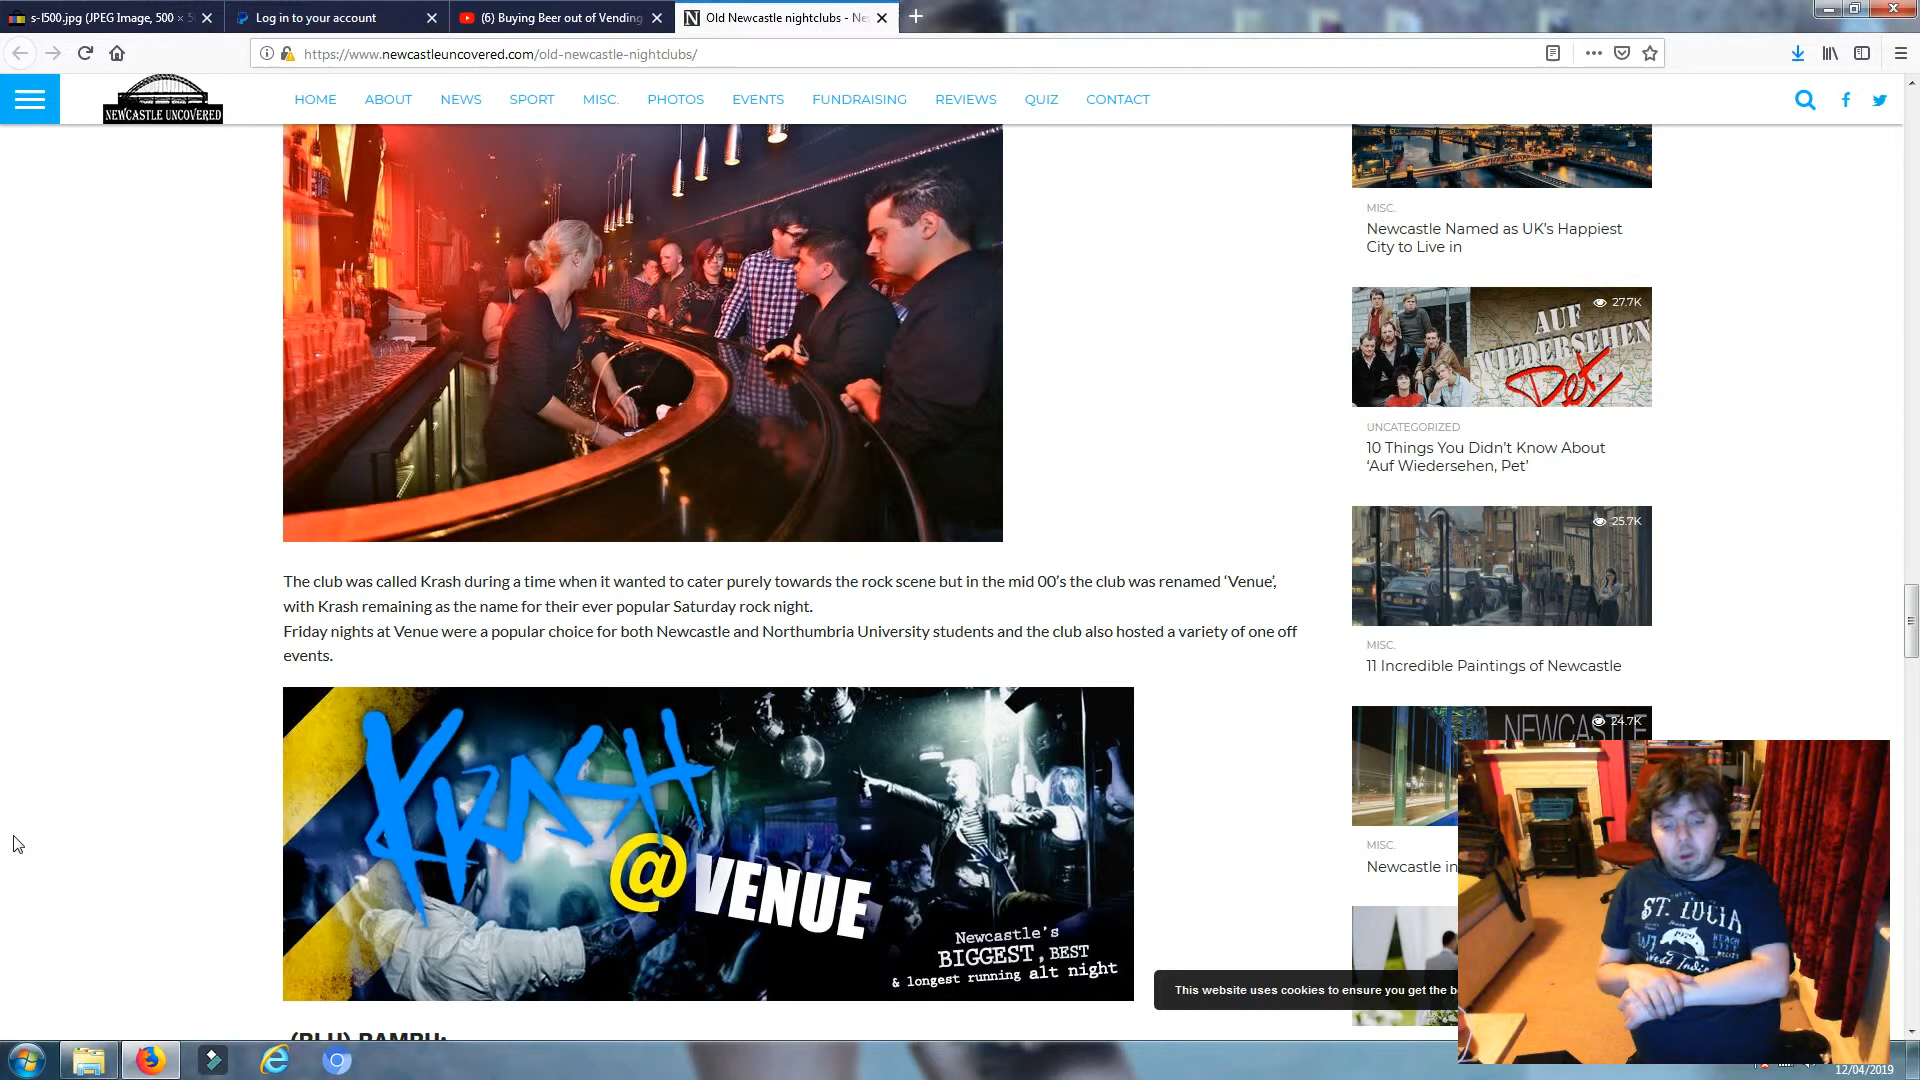 s-l500.jpg (JPEG Image, 500 × 5
Log in to your account
(6) Buying Beer out of Vending
Old Newcastle nightclubs - Ne
https://www.newcastleuncovered.com/old-newcastle-nightclubs/
NEWCASTLE UNCOVERED
HOME
ABOUT
NEWS
SPORT
MISC.
PHOTOS
EVENTS
FUNDRAISING
REVIEWS
QUIZ
CONTACT
MISC.
Newcastle Named as UK’s Happiest
City to Live in
27.7K
AUF
WIEDERSEHEN
Pet
UNCATEGORIZED
10 Things You Didn’t Know About
‘Auf Wiedersehen, Pet’
25.7K
MISC.
11 Incredible Paintings of Newcastle
The club was called Krash during a time when it wanted to cater purely towards the rock scene but in the mid 00’s the club was renamed ‘Venue’,
with Krash remaining as the name for their ever popular Saturday rock night.
Friday nights at Venue were a popular choice for both Newcastle and Northumbria University students and the club also hosted a variety of one off
events.
KRASH
@VENUE
Newcastle's
BIGGEST, BEST
& longest running alt night
24.7K
NEWCASTLE
MISC.
Newcastle in
ST. LUCIA
West Indies
This website uses cookies to ensure you get the b
(BLU) BAMBU:
12/04/2019